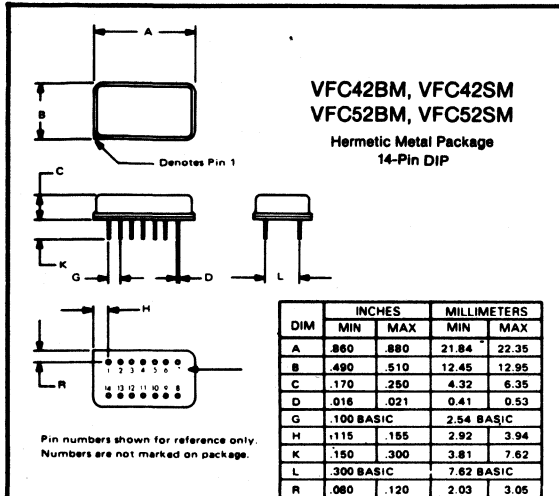 A
VFC42BM, VFC42SM
VFC52BM, VFC52SM
Hermetic Metal Package
14-Pin DIP
B
Denotes Pin 1
C
K
G
D
L
H
R
1 2 3 4 5 6
14 13 12 11 10 9 8
Pin numbers shown for reference only.
Numbers are not marked on package.
DIM INCHES MILLIMETERS
MIN MAX MIN MAX
A .860 .880 21.84 22.35
B .490 .510 12.45 12.95
C .170 .250 4.32 6.35
D .016 .021 0.41 0.53
G .100 BASIC 2.54 BASIC
H .115 .155 2.92 3.94
K .150 .300 3.81 7.62
L .300 BASIC 7.62 BASIC
R .080 .120 2.03 3.05